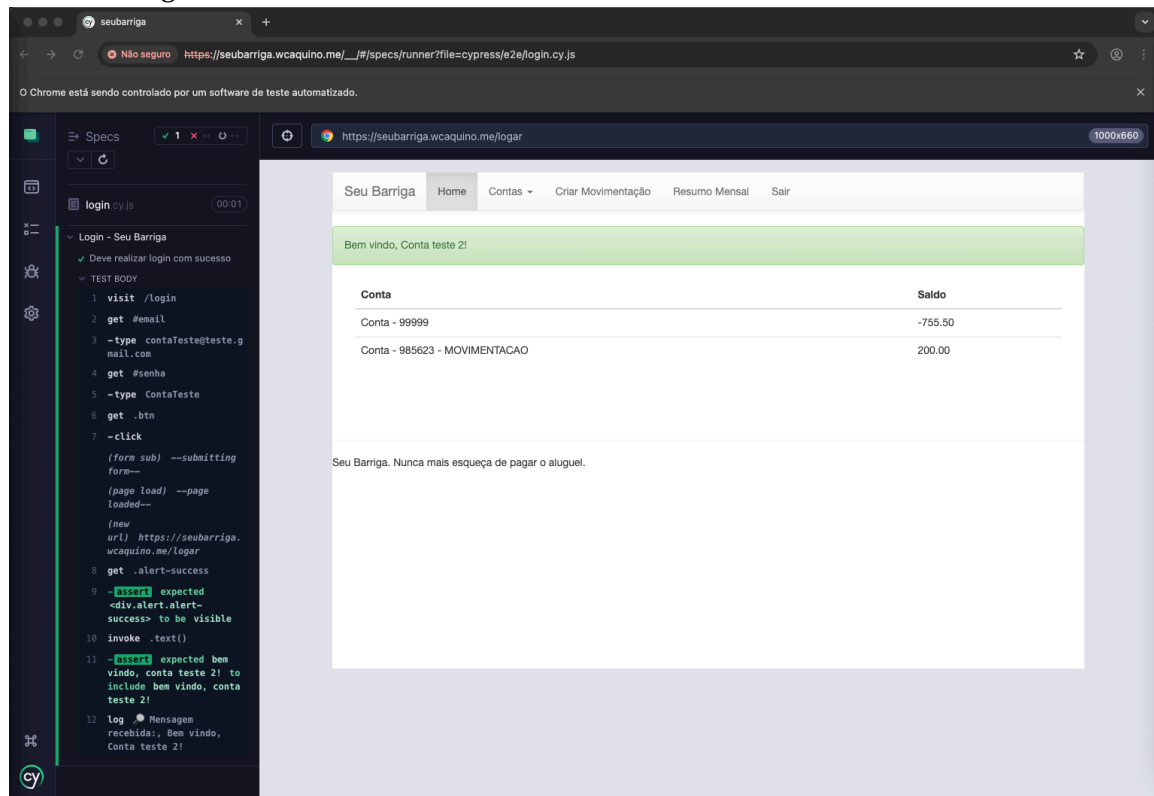 seubarriga
Não seguro https://seubarriga.wcaquino.me/__/#/specs/runner?file=cypress/e2e/login.cy.js
O Chrome está sendo controlado por um software de teste automatizado.
Specs 1 -- --
https://seubarriga.wcaquino.me/logar 1000x660
login.cy.js 00:01
Login - Seu Barriga
Deve realizar login com sucesso
TEST BODY
1 visit /login
2 get #email
3 -type contaTeste@teste.g
mail.com
4 get #senha
5 -type ContaTeste
6 get .btn
7 -click
(form sub) --submitting
form--
(page load) --page
loaded--
(new
url) https://seubarriga.
wcaquino.me/logar
8 get .alert-success
9 -assert expected
<div.alert.alert-
success> to be visible
10 invoke .text()
11 -assert expected bem
vindo, conta teste 2! to
include bem vindo, conta
teste 2!
12 log 🔎 Mensagem
recebida:, Bem vindo,
Conta teste 2!
cy
Seu Barriga Home Contas Criar Movimentação Resumo Mensal Sair
Bem vindo, Conta teste 2!
Conta Saldo
Conta - 99999 -755.50
Conta - 985623 - MOVIMENTACAO 200.00
Seu Barriga. Nunca mais esqueça de pagar o aluguel.